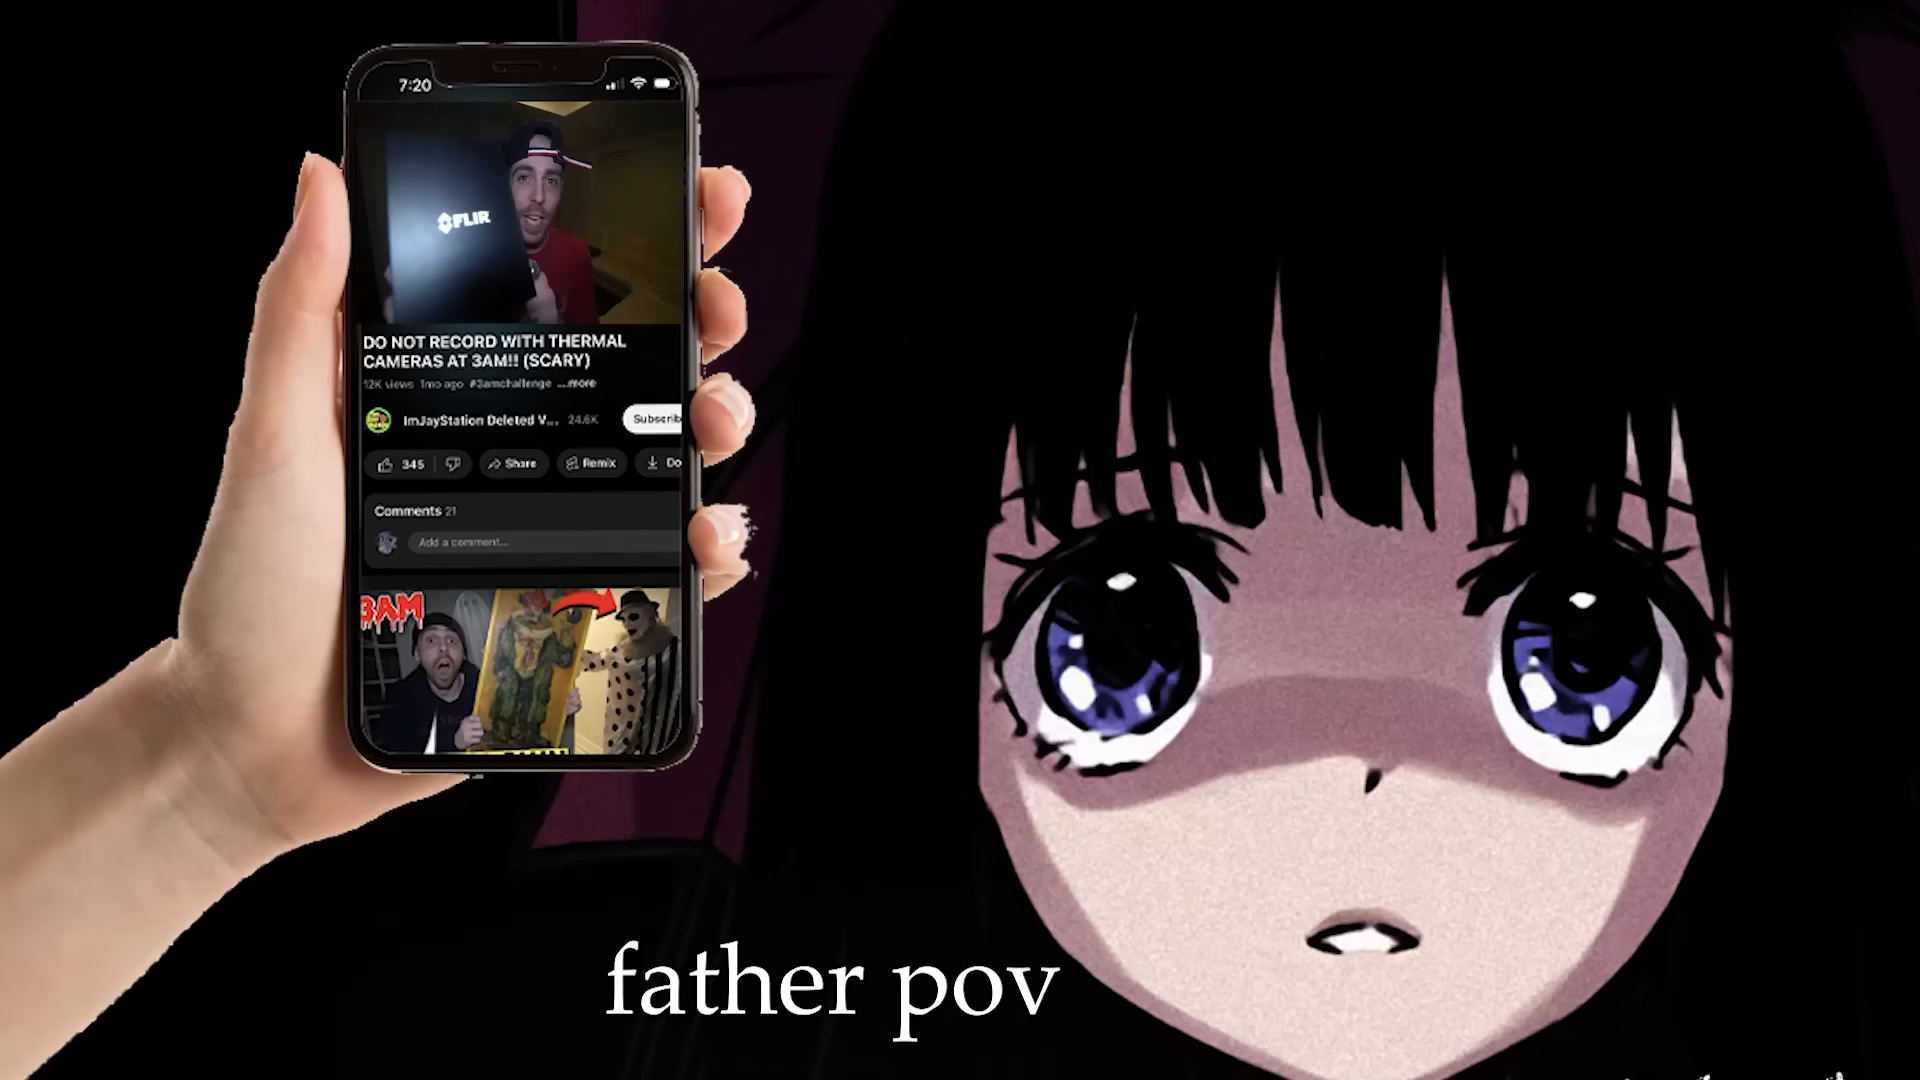 7:20
FLIR
DO NOT RECORD WITH THERMAL
CAMERAS AT 3AM!! (SCARY)
12K views 1mo ago #3amchallenge ...more
ImJayStation Deleted V... 24.6K Subscrib
345 Share Remix Do
Comments 21
Add a comment...
3AM
father pov